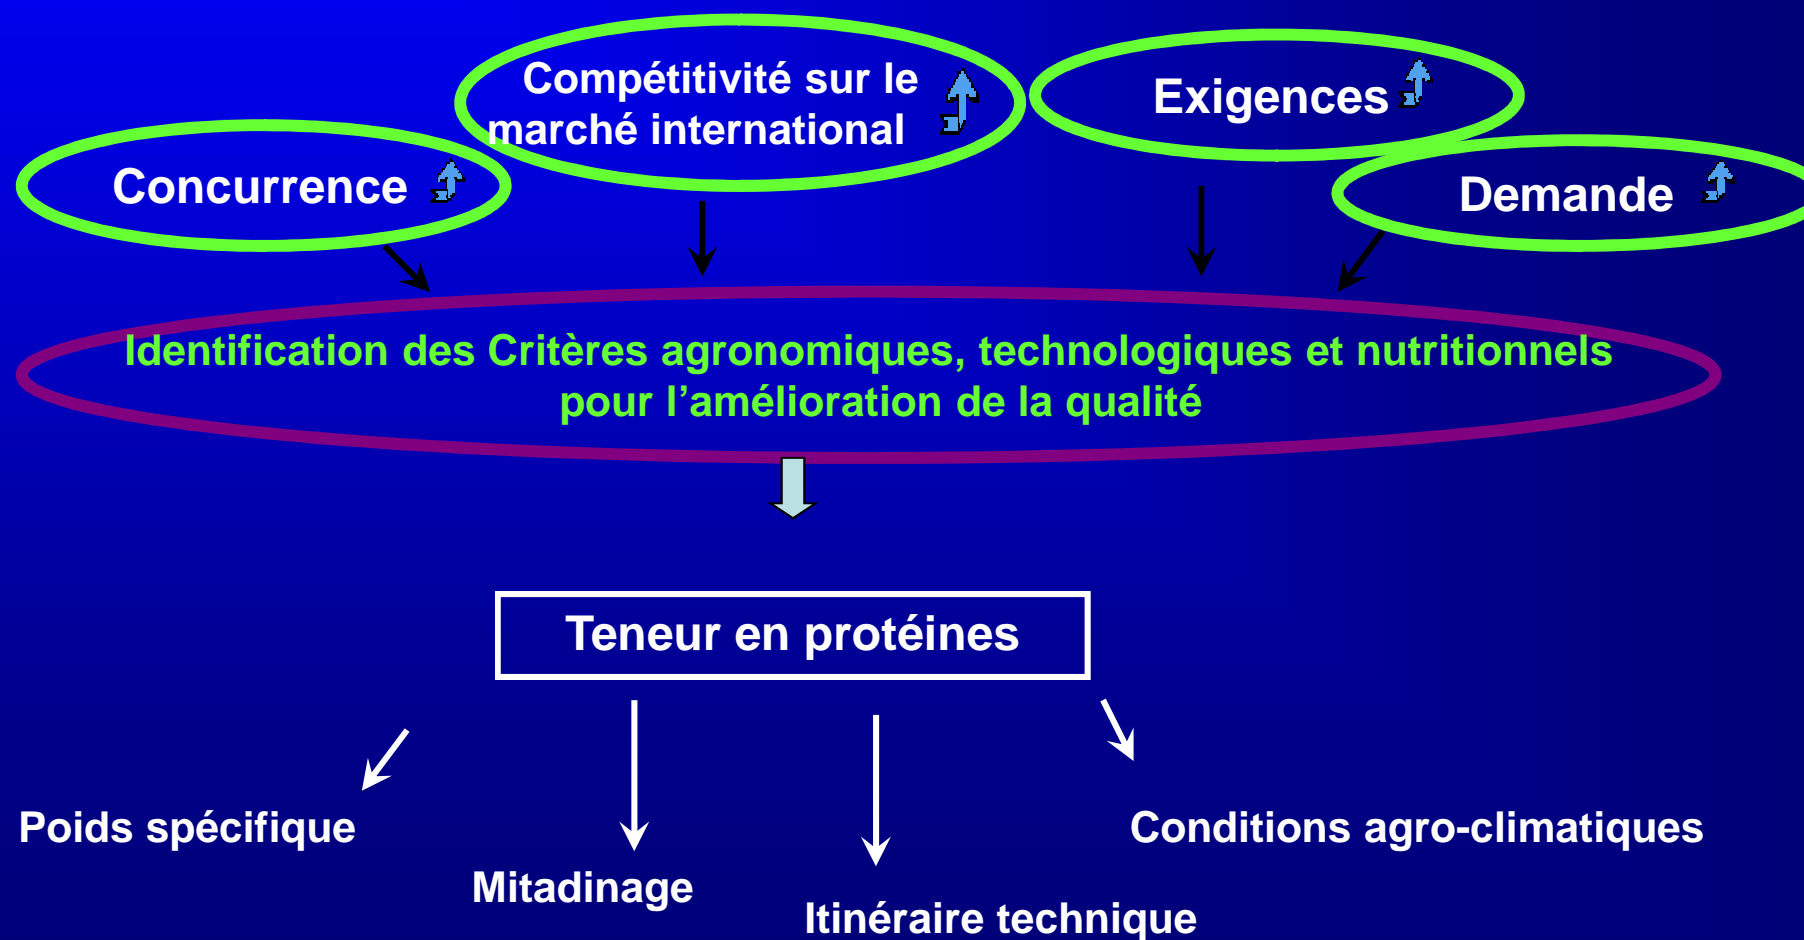 Compétitivité sur le
marché international
Exigences
Concurrence
Demande
Identification des Critères agronomiques, technologiques et nutritionnels
pour l’amélioration de la qualité
Teneur en protéines
Poids spécifique
Conditions agro-climatiques
Mitadinage
Itinéraire technique